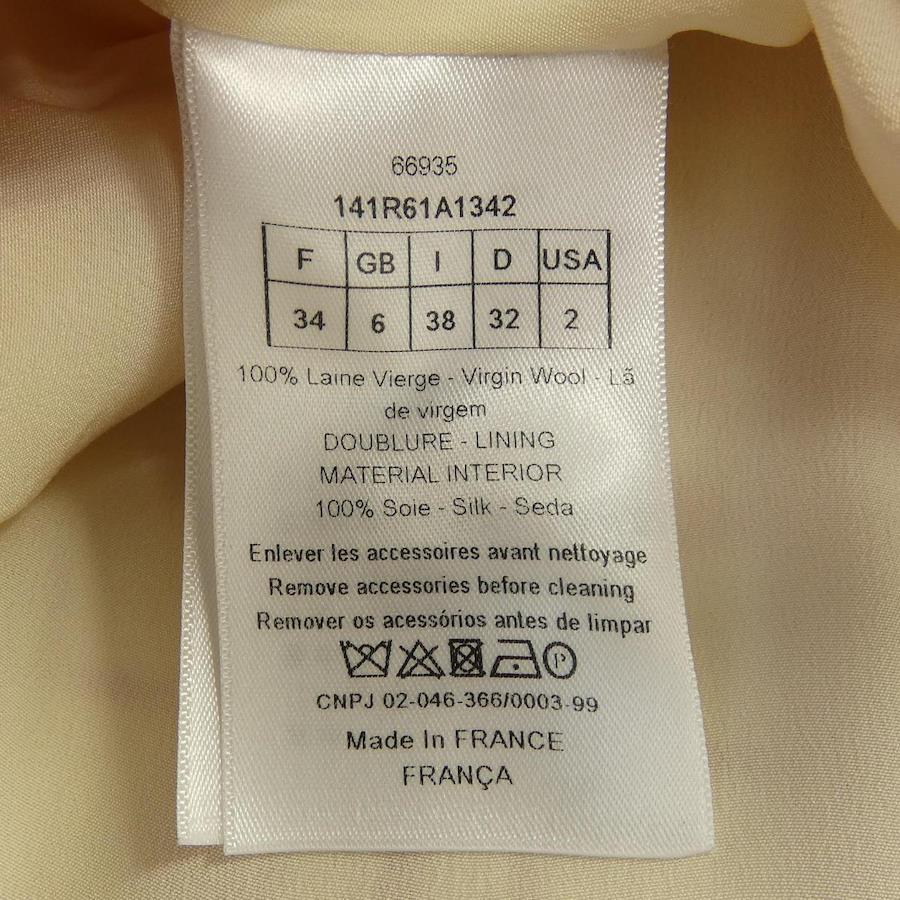 66935
141R61A1342
F GB I D USA
34 6 38 32 2
100% Laine Vierge - Virgin Wool - Lã
de virgem
DOUBLURE - LINING
MATERIAL INTERIOR
100% Soie - Silk - Seda
Enlever les accessoires avant nettoyage
Remove accessories before cleaning
Remover os acessórios antes de limpar
P
CNPJ 02-046-366/0003-99
Made In FRANCE
FRANÇA